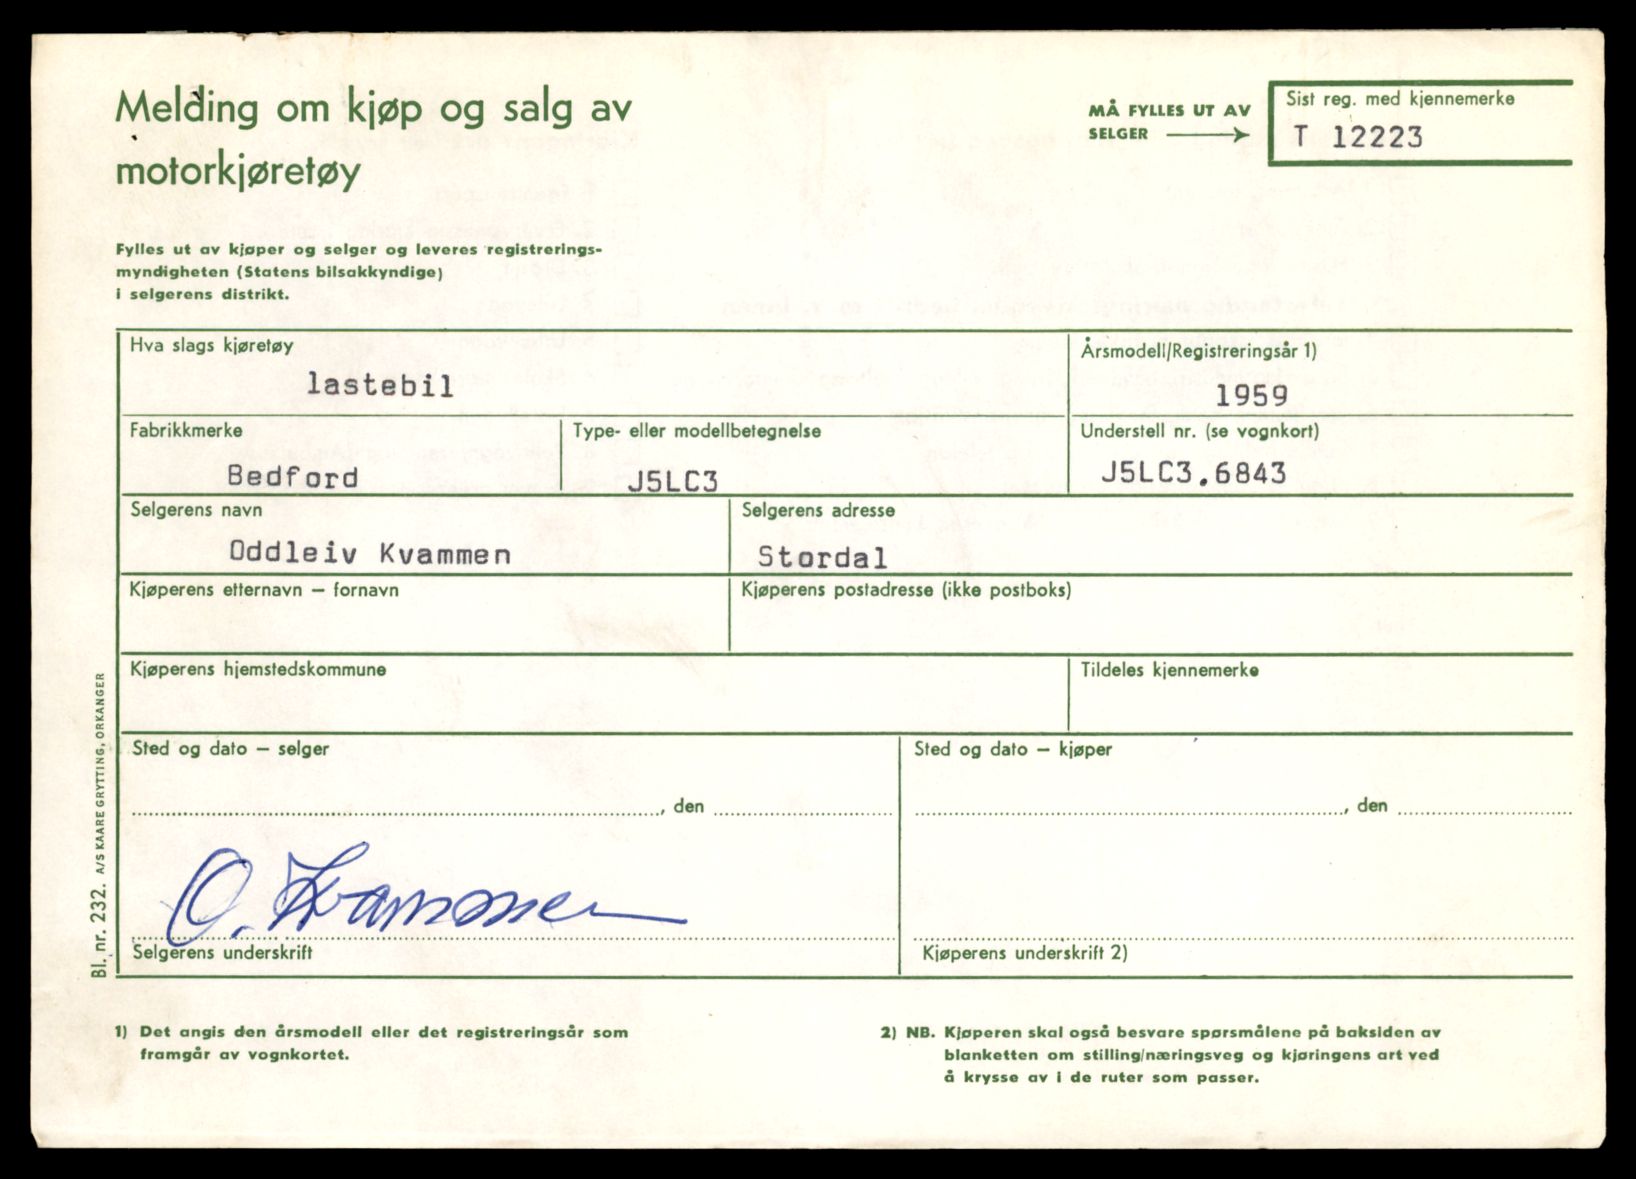 Melding om kjøp og salg av
motorkjøretøy
MÅ FYLLES UT AV
SELGER
Sist reg. med kjennemerke
T 12223
Fylles ut av kjøper og selger og leveres registrerings-
myndigheten (Statens bilsakkyndige)
i selgerens distrikt.
Hva slags kjøretøy
lastebil
Årsmodell/Registreringsår 1)
1959
Fabrikkmerke
Bedford
Type- eller modellbetegnelse
J5LC3
Understell nr. (se vognkort)
J5LC3.6843
Selgerens navn
Oddleiv Kvammen
Selgerens adresse
Stordal
Kjøperens etternavn – fornavn
Kjøperens postadresse (ikke postboks)
Kjøperens hjemstedskommune
Tildeles kjennemerke
Sted og dato – selger
, den
Sted og dato – kjøper
, den
O. Kvammen
Selgerens underskrift
Kjøperens underskrift 2)
Bl. nr. 232. A/S KAARE GRYTTING, ORKANGER
1) Det angis den årsmodell eller det registreringsår som
framgår av vognkortet.
2) NB. Kjøperen skal også besvare spørsmålene på baksiden av
blanketten om stilling/næringsveg og kjøringens art ved
å krysse av i de ruter som passer.